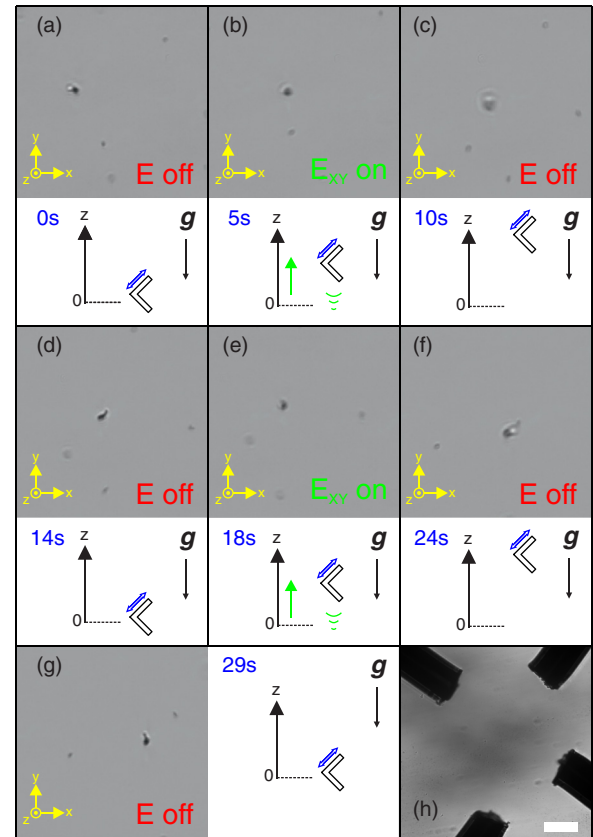 (a)
y
z x
E off
(b)
y
z x
E_XY on
(c)
y
z x
E off
0s z g
0
5s z g
0
10s z g
0
(d)
y
z x
E off
(e)
y
z x
E_XY on
(f)
y
z x
E off
14s z g
0
18s z g
0
24s z g
0
(g)
y
z x
E off
29s z g
0
(h)